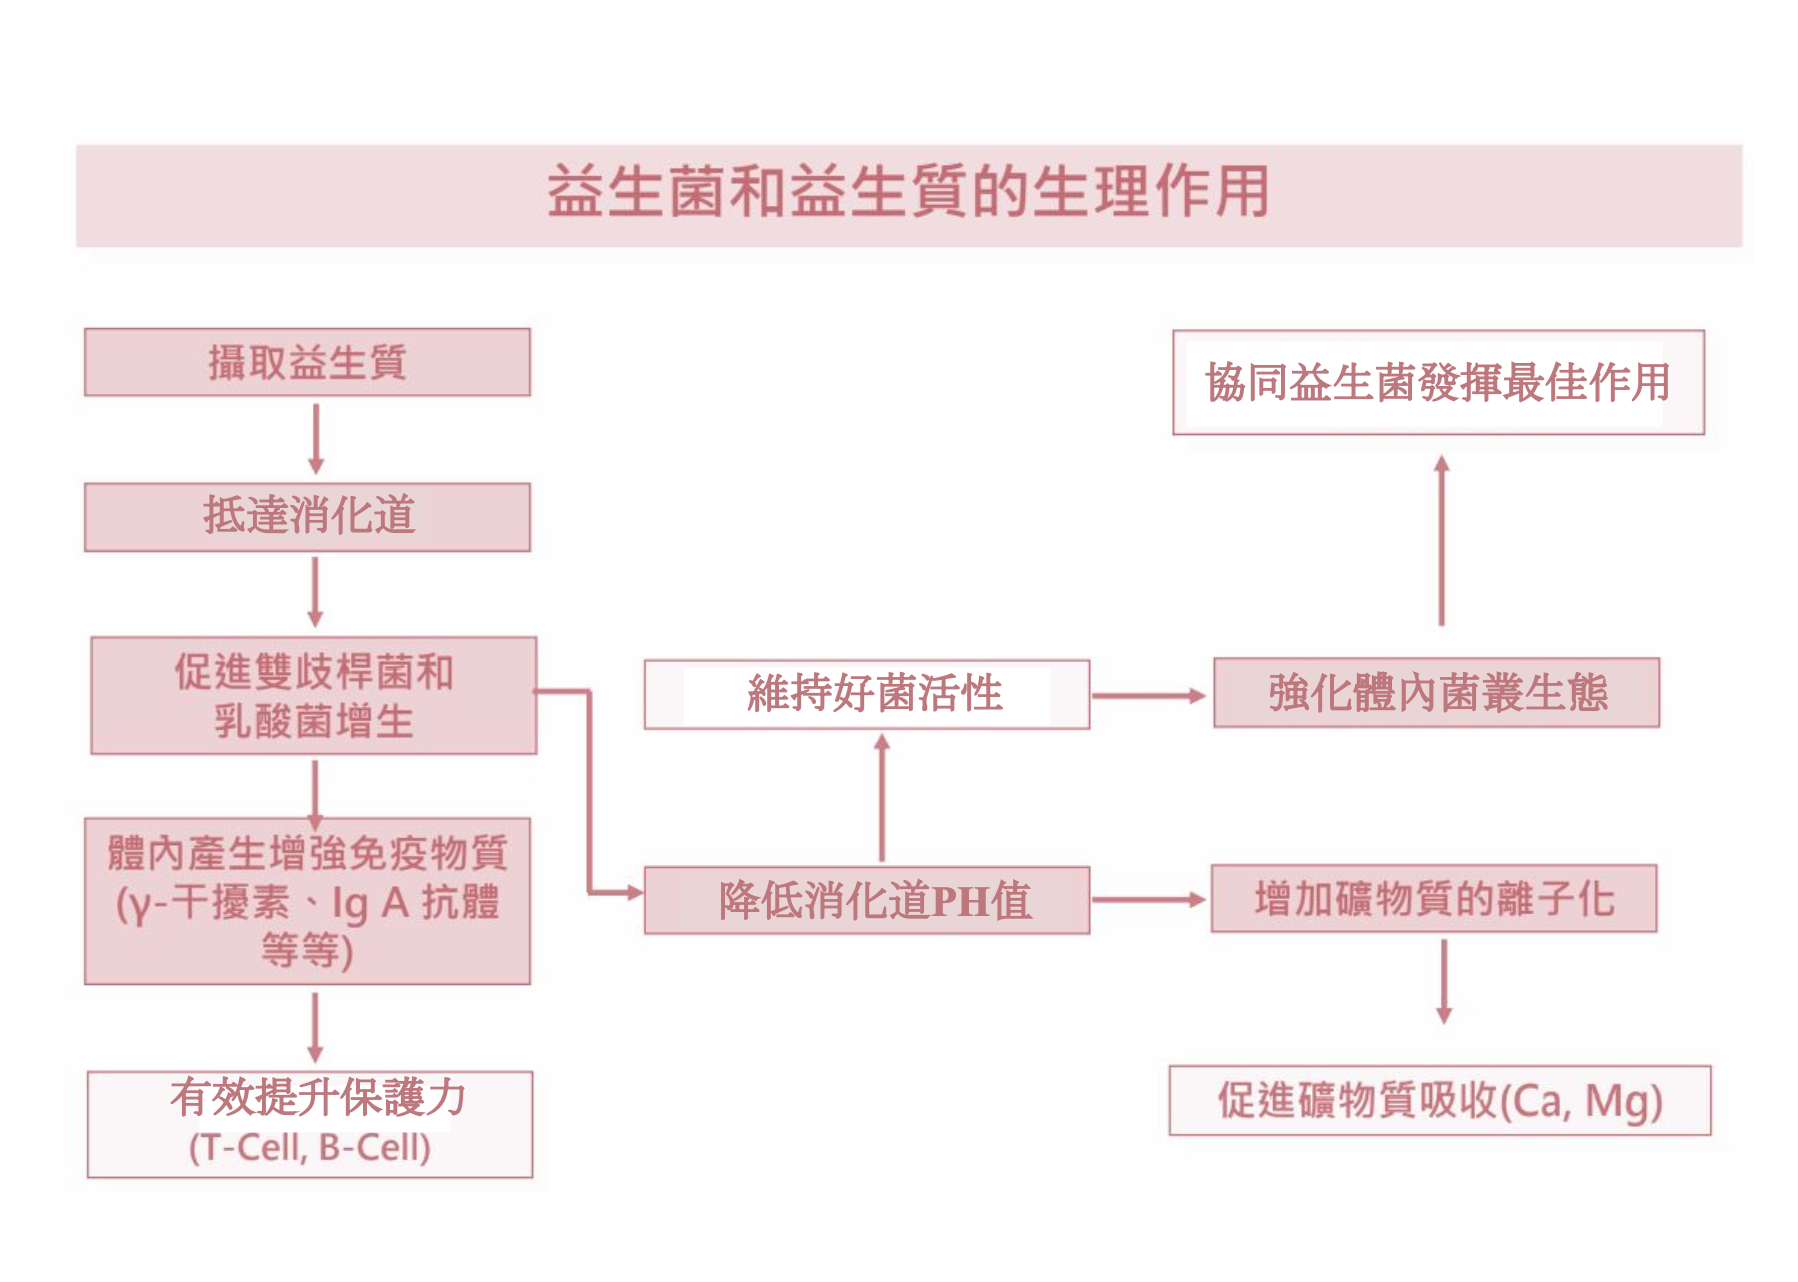 益生菌和益生質的生理作用
攝取益生質
抵達消化道
促進雙歧桿菌和
乳酸菌增生
體內產生增強免疫物質
(γ-干擾素、Ig A 抗體
等等)
有效提升保護力
(T-Cell, B-Cell)
維持好菌活性
降低消化道PH值
協同益生菌發揮最佳作用
強化體內菌叢生態
增加礦物質的離子化
促進礦物質吸收(Ca, Mg)